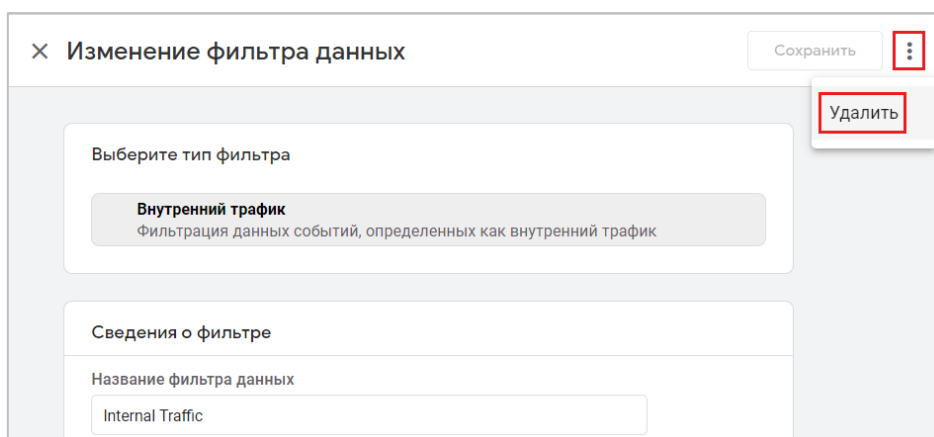 Изменение фильтра данных
Сохранить
Удалить
Выберите тип фильтра
Внутренний трафик
Фильтрация данных событий, определенных как внутренний трафик
Сведения о фильтре
Название фильтра данных
Internal Traffic